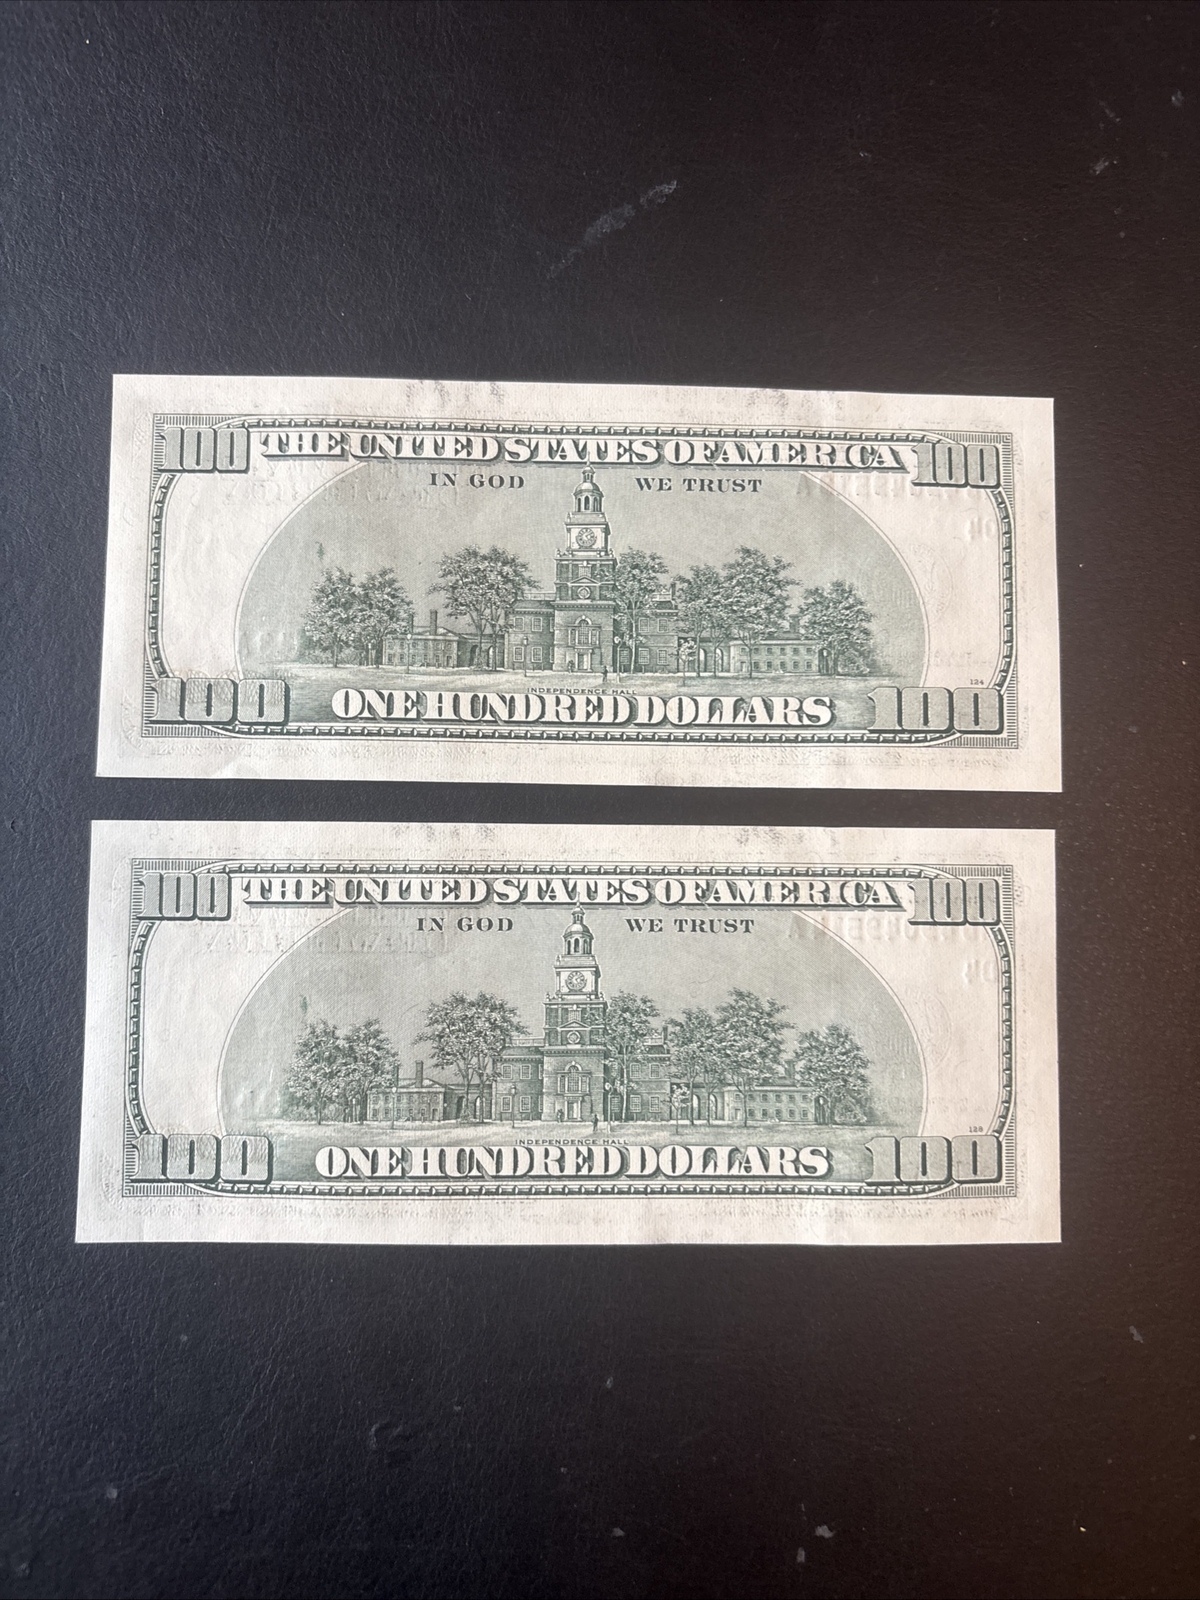 100 THE UNITED STATES OF AMERICA 100
IN GOD WE TRUST
124
INDEPENDENCE HALL
100 ONE HUNDRED DOLLARS 100
100 THE UNITED STATES OF AMERICA 100
IN GOD WE TRUST
128
INDEPENDENCE HALL
100 ONE HUNDRED DOLLARS 100